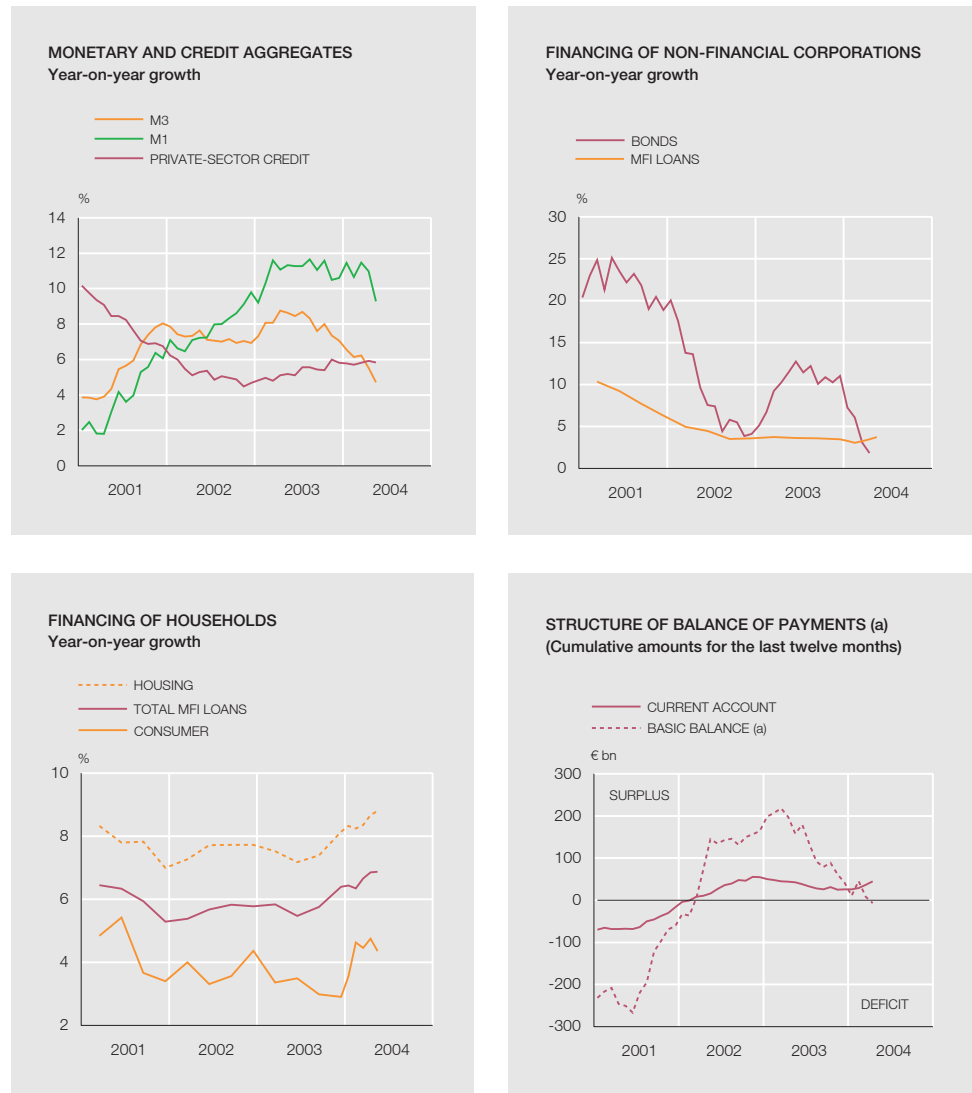 MONETARY AND CREDIT AGGREGATES
Year-on-year growth
M3
M1
PRIVATE-SECTOR CREDIT
%
14
12
10
8
6
4
2
0
2001 2002 2003 2004
FINANCING OF NON-FINANCIAL CORPORATIONS
Year-on-year growth
BONDS
MFI LOANS
%
30
25
20
15
10
5
0
2001 2002 2003 2004
FINANCING OF HOUSEHOLDS
Year-on-year growth
HOUSING
TOTAL MFI LOANS
CONSUMER
%
10
8
6
4
2
2001 2002 2003 2004
STRUCTURE OF BALANCE OF PAYMENTS (a)
(Cumulative amounts for the last twelve months)
CURRENT ACCOUNT
BASIC BALANCE (a)
€ bn
300
SURPLUS
200
100
0
-100
-200
DEFICIT
-300
2001 2002 2003 2004